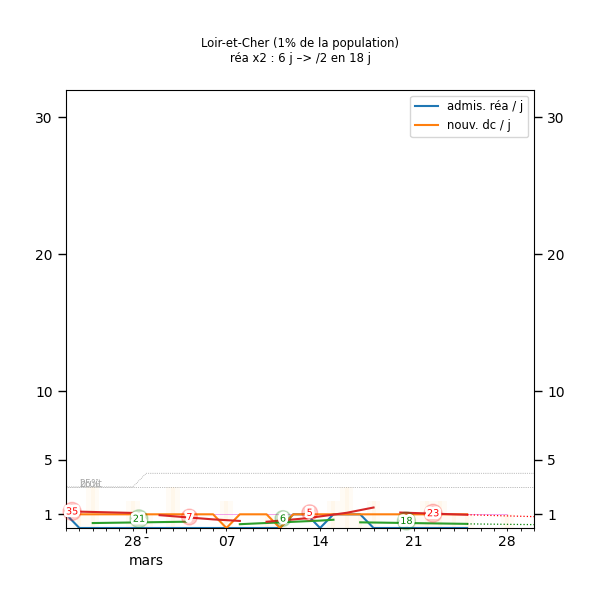 Loir-et-Cher (1% de la population)
réa x2 : 6 j –> /2 en 18 j
admis. réa / j
nouv. dc / j
30 30
20 20
10 10
5 5
35 21 7 6 5 18 23
1 1
28 07 14 21 28
mars